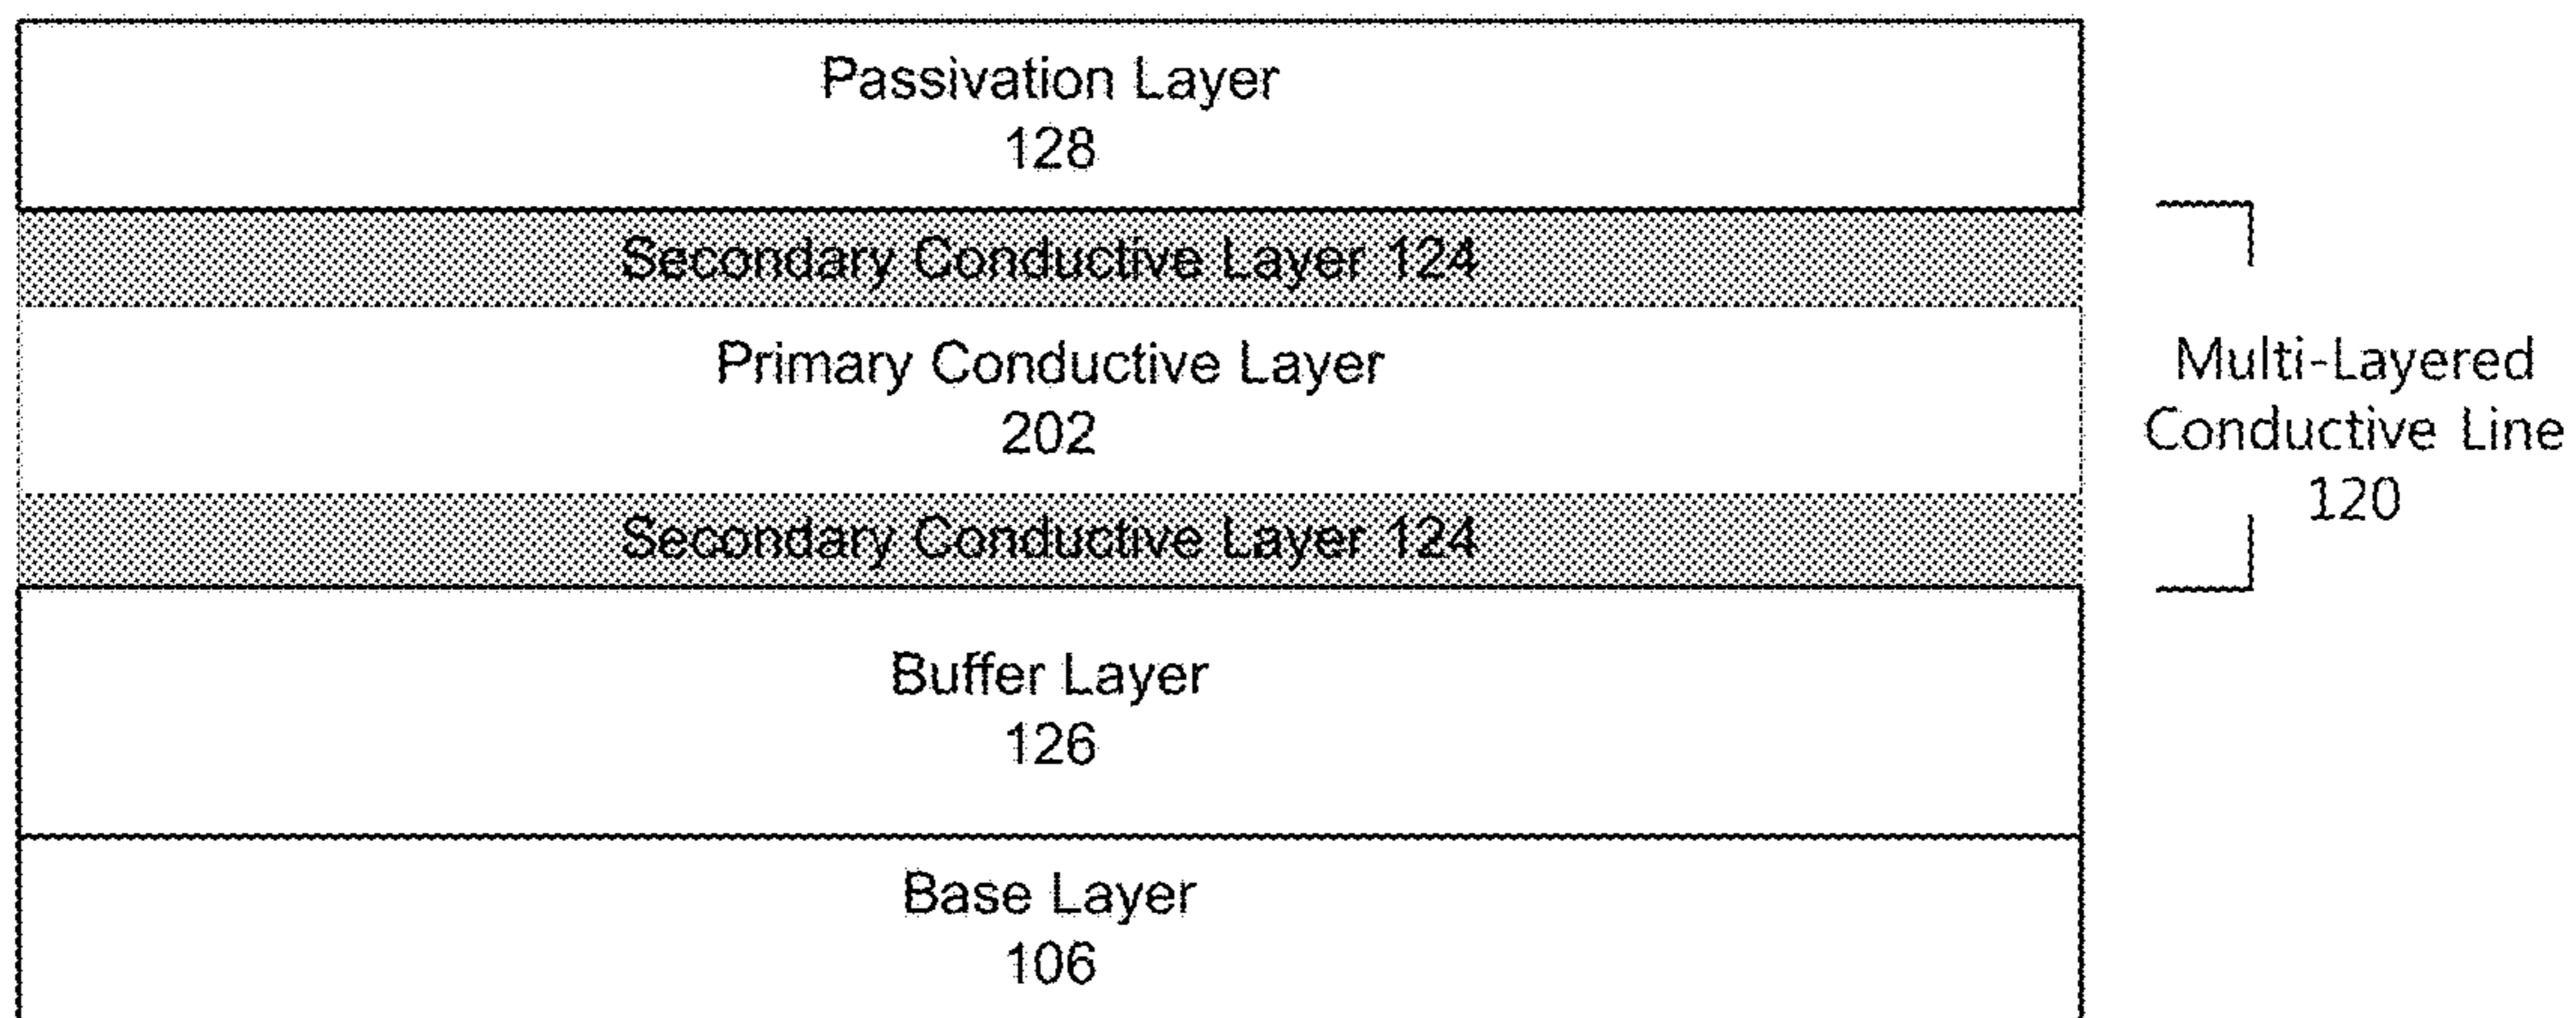 Passivation Layer
128
Secondary Conductive Layer 124
Primary Conductive Layer
202
Secondary Conductive Layer 124
Multi-Layered
Conductive Line
120
Buffer Layer
126
Base Layer
106